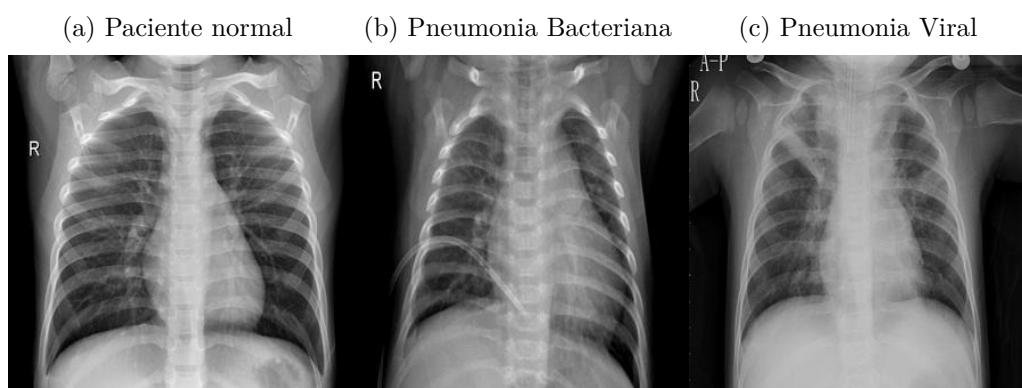 (a) Paciente normal
(b) Pneumonia Bacteriana
(c) Pneumonia Viral
R
R
A-P
R